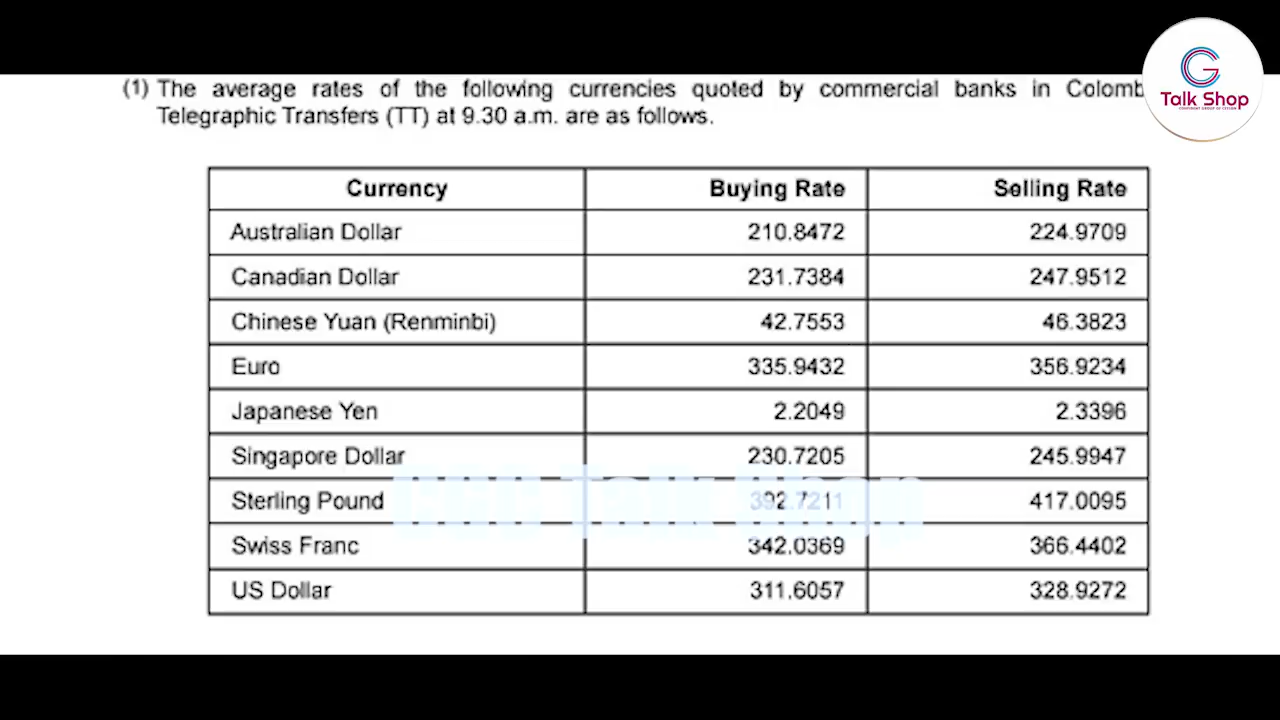 (1) The average rates of the following currencies quoted by commercial banks in Colomb
Telegraphic Transfers (TT) at 9.30 a.m. are as follows.
Talk Shop
Currency Buying Rate Selling Rate
Australian Dollar 210.8472 224.9709
Canadian Dollar 231.7384 247.9512
Chinese Yuan (Renminbi) 42.7553 46.3823
Euro 335.9432 356.9234
Japanese Yen 2.2049 2.3396
Singapore Dollar 230.7205 245.9947
Sterling Pound 392.7211 417.0095
Swiss Franc 342.0369 366.4402
US Dollar 311.6057 328.9272